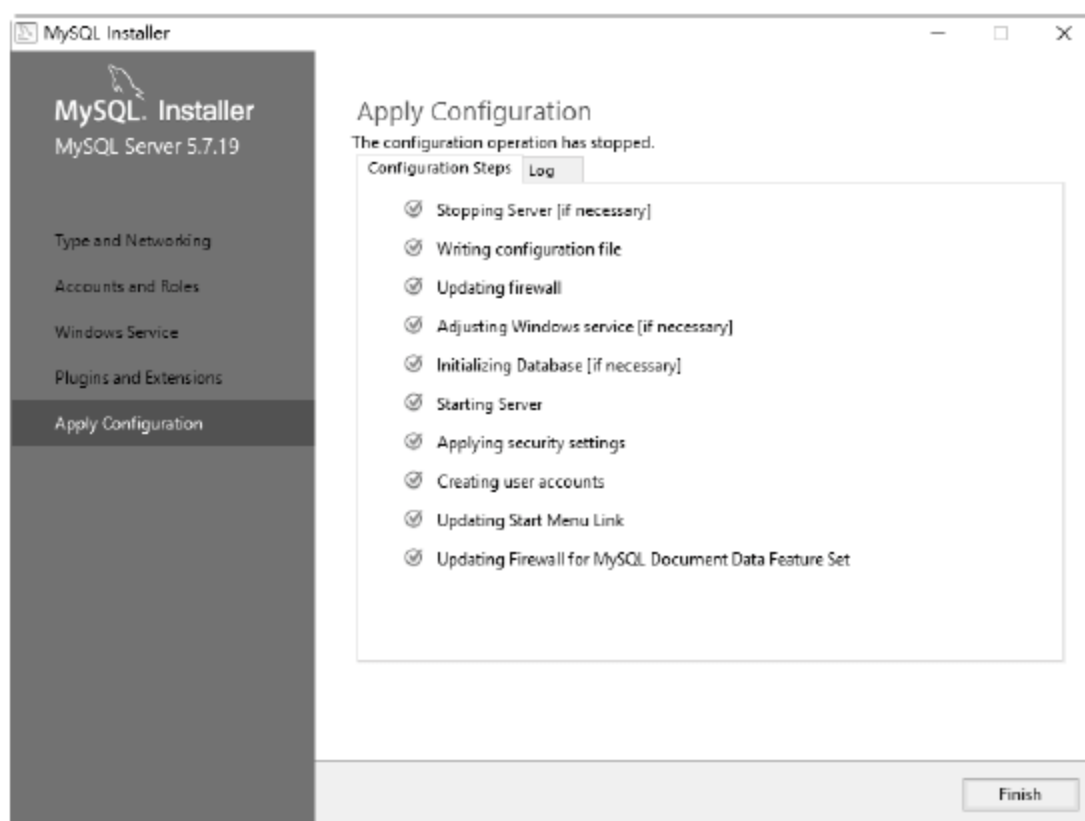 MySQL Installer
MySQL. Installer
MySQL Server 5.7.19
Type and Networking
Accounts and Roles
Windows Service
Plugins and Extensions
Apply Configuration
Apply Configuration
The configuration operation has stopped.
Configuration Steps Log
Stopping Server [if necessary]
Writing configuration file
Updating firewall
Adjusting Windows service [if necessary]
Initializing Database [if necessary]
Starting Server
Applying security settings
Creating user accounts
Updating Start Menu Link
Updating Firewall for MySQL Document Data Feature Set
Finish